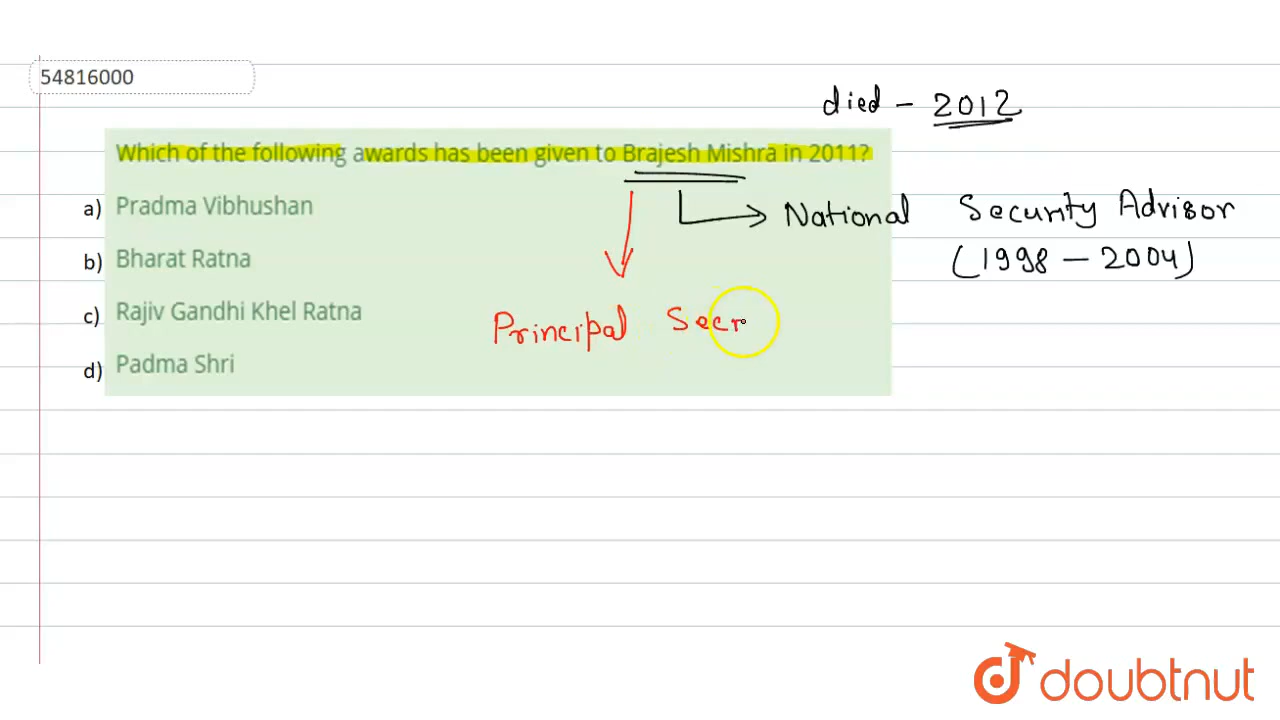 54816000
died - 2012
Which of the following awards has been given to Brajesh Mishra in 2011?
a) Pradma Vibhushan
National Security Advisor
b) Bharat Ratna
(1998 - 2004)
c) Rajiv Gandhi Khel Ratna
Principal Secr
d) Padma Shri
doubtnut